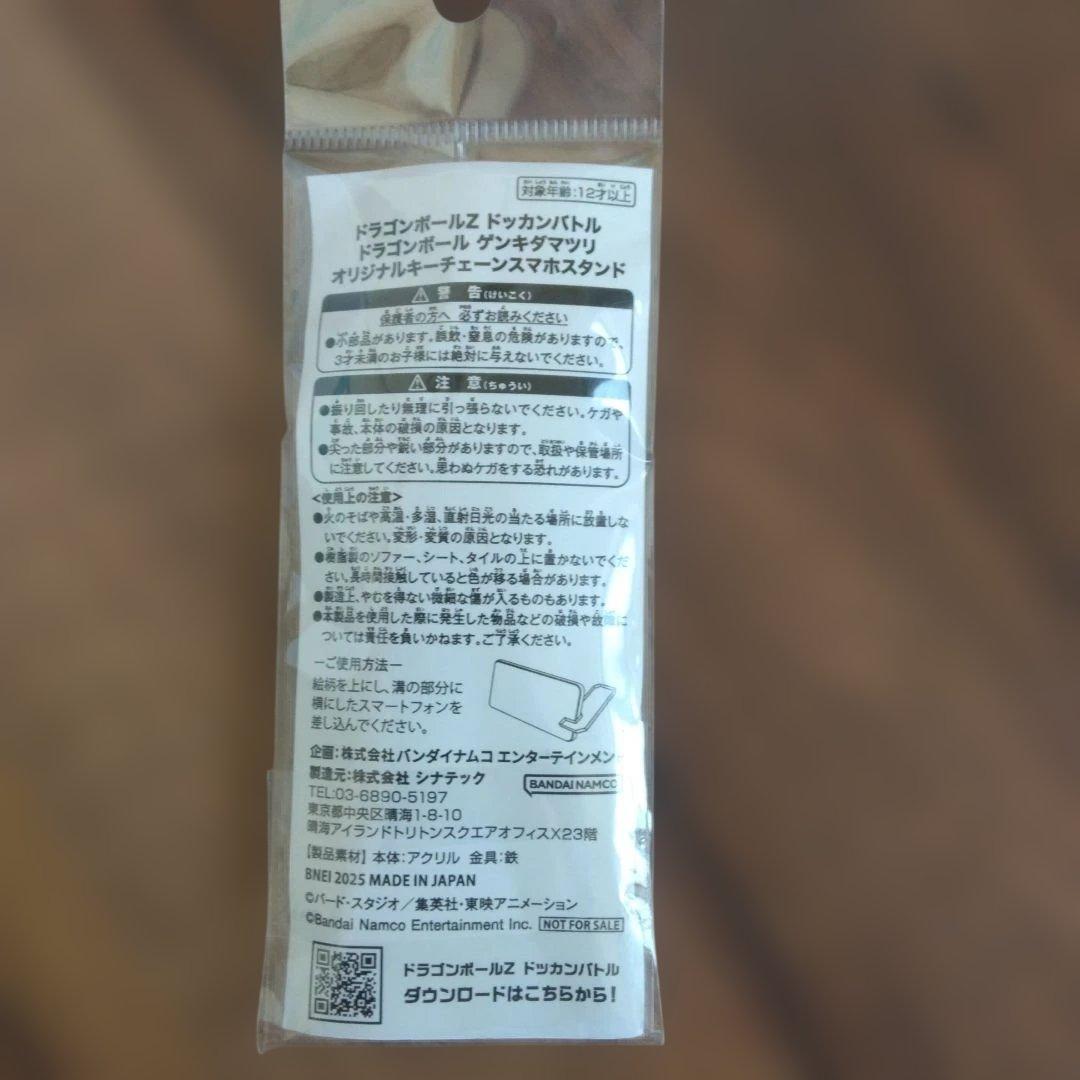 対象年齢:12才以上
ドラゴンボールZ ドッカンバトル
ドラゴンボール ゲンキダマツリ
オリジナルキーチェーンスマホスタンド
⚠ 警 告(けいこく)
保護者の方へ 必ずお読みください
●小部品があります。誤飲・窒息の危険がありますので、
3才未満のお子様には絶対に与えないでください。
⚠ 注 意(ちゅうい)
●振り回したり無理に引っ張らないでください。ケガや
事故、本体の破損の原因となります。
●尖った部分や鋭い部分がありますので、取扱や保管場所
に注意してください。思わぬケガをする恐れがあります。
<使用上の注意>
●火のそばや高温・多湿、直射日光の当たる場所に放置しな
いでください。変形・変質の原因となります。
●樹脂製のソファー、シート、タイルの上に置かないでくだ
さい。長時間接触していると色が移る場合があります。
●製造上、やむを得ない微細な傷が入るものもあります。
●本製品を使用した際に発生した物品などの破損や故障に
ついては責任を負いかねます。ご了承ください。
ーご使用方法ー
絵柄を上にし、溝の部分に
横にしたスマートフォンを
差し込んでください。
企画:株式会社バンダイナムコ エンターテインメント
製造元:株式会社 シナテック
BANDAI NAMCO
TEL:03-6890-5197
東京都中央区晴海1-8-10
晴海アイランドトリトンスクエアオフィスX23階
【製品素材】 本体:アクリル 金具:鉄
BNEI 2025 MADE IN JAPAN
©バード・スタジオ/集英社・東映アニメーション
©Bandai Namco Entertainment Inc. NOT FOR SALE
ドラゴンボールZ ドッカンバトル
ダウンロードはこちらから!